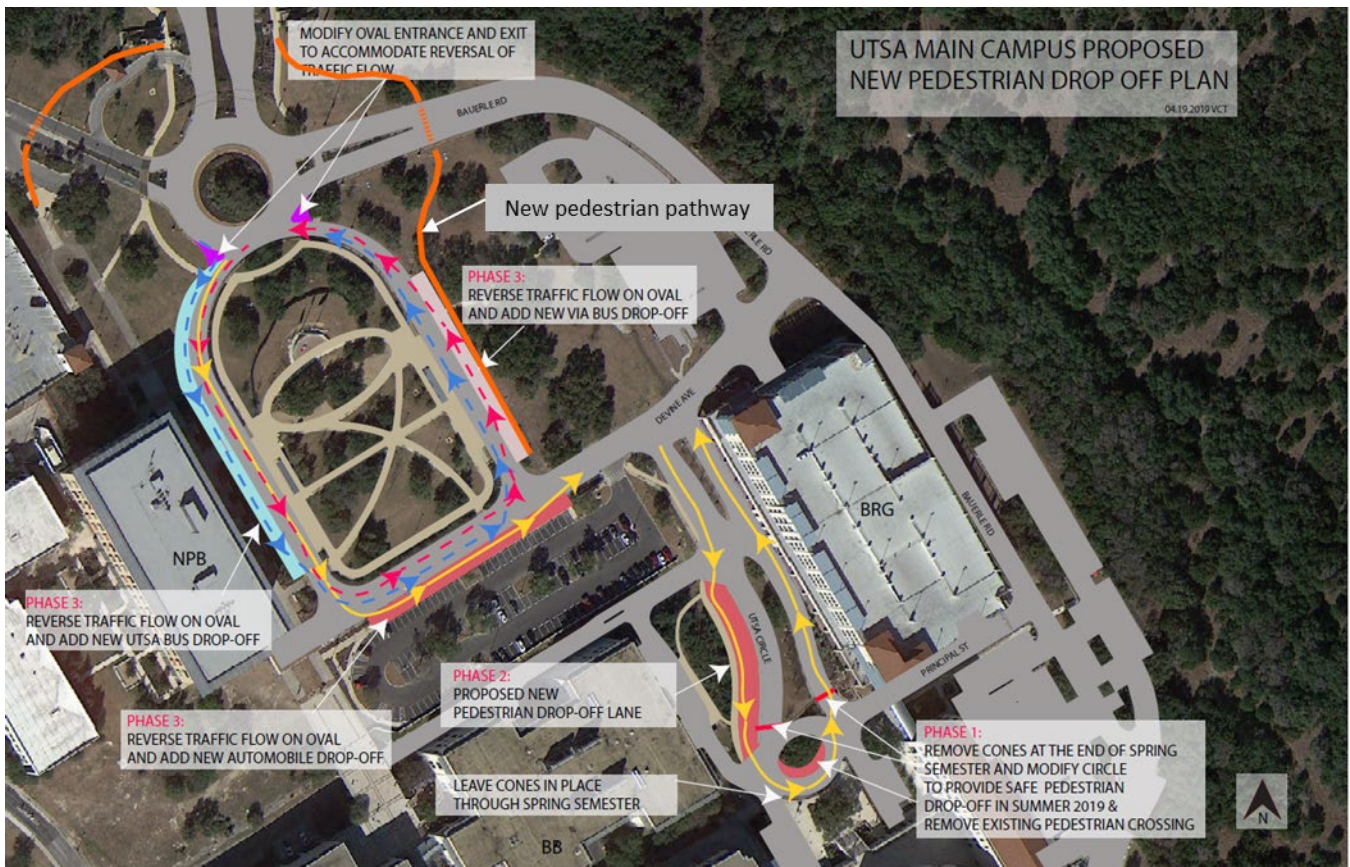 MODIFY OVAL ENTRANCE AND EXIT
TO ACCOMMODATE REVERSAL OF
TRAFFIC FLOW
UTSA MAIN CAMPUS PROPOSED
NEW PEDESTRIAN DROP OFF PLAN
04.19.2019 VCT
BAUERLE RD
New pedestrian pathway
ERLE RD
PHASE 3:
REVERSE TRAFFIC FLOW ON OVAL
AND ADD NEW VIA BUS DROP-OFF
DEVINE AVE
BRG
BAUERLE RD
NPB
PHASE 3:
REVERSE TRAFFIC FLOW ON OVAL
AND ADD NEW UTSA BUS DROP-OFF
UTSA CIRCLE
PRINCIPAL ST
PHASE 2:
PROPOSED NEW
PEDESTRIAN DROP-OFF LANE
PHASE 3:
REVERSE TRAFFIC FLOW ON OVAL
AND ADD NEW AUTOMOBILE DROP-OFF
PHASE 1:
REMOVE CONES AT THE END OF SPRING
SEMESTER AND MODIFY CIRCLE
TO PROVIDE SAFE PEDESTRIAN
DROP-OFF IN SUMMER 2019 &
REMOVE EXISTING PEDESTRIAN CROSSING
LEAVE CONES IN PLACE
THROUGH SPRING SEMESTER
BB
N